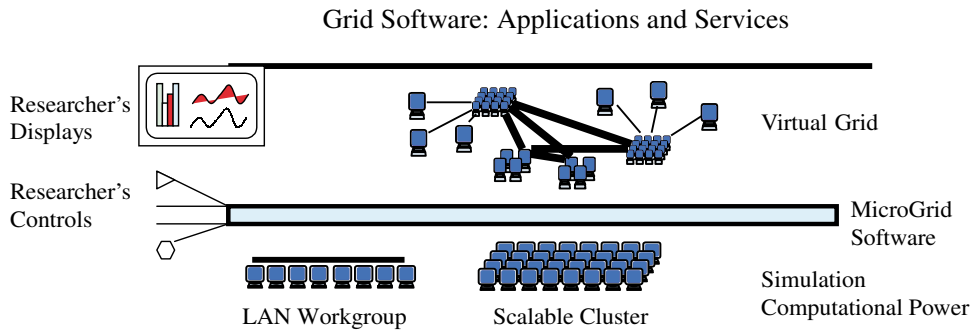 Grid Software: Applications and Services
Researcher's
Displays
Virtual Grid
Researcher's
Controls
MicroGrid
Software
Simulation
Computational Power
LAN Workgroup
Scalable Cluster